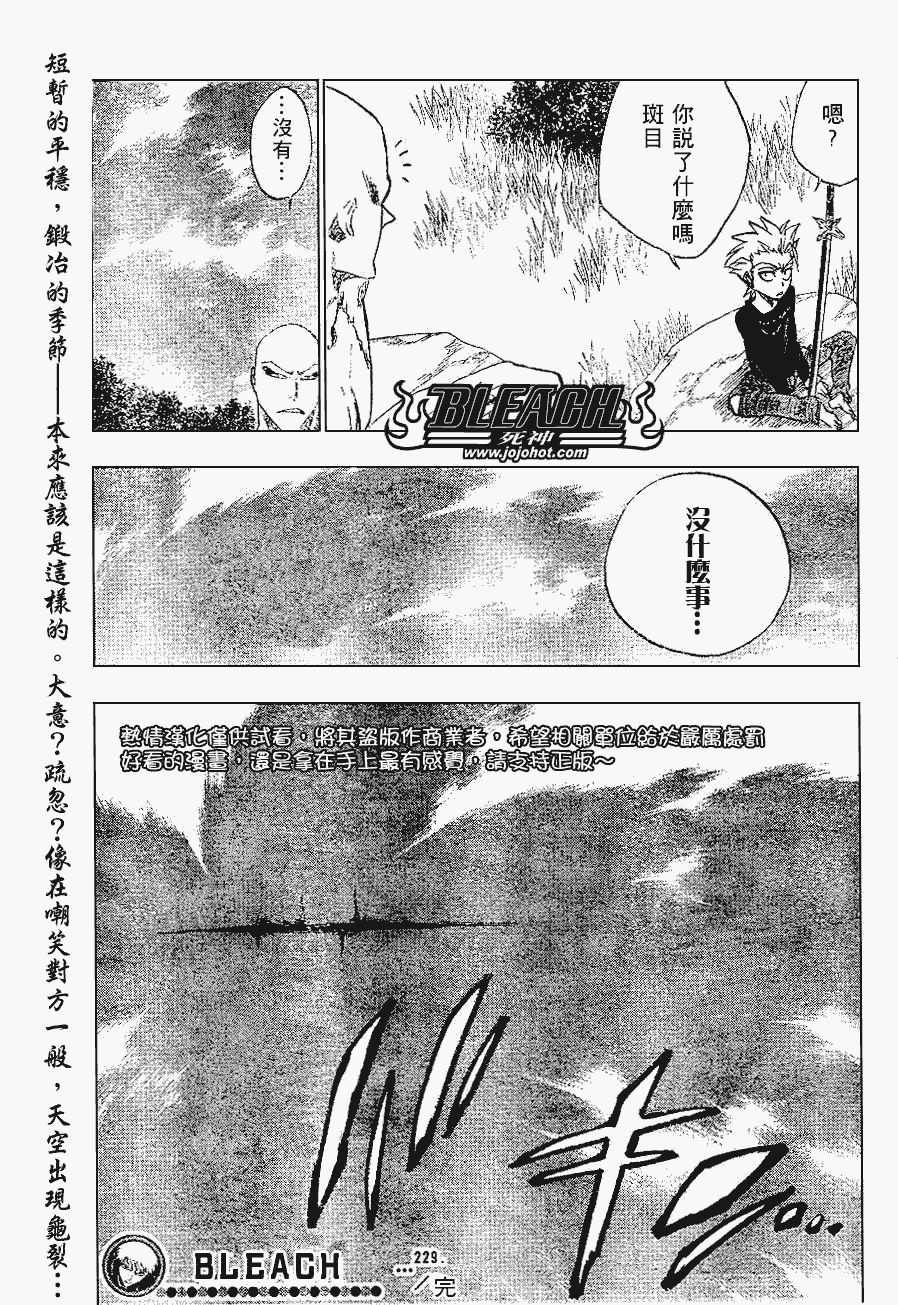 嗯?
你説了什麼嗎
斑目
…沒有…
BLEACH
死神
www.jojohot.com
沒什麼事…
熱情漢化僅供試看，將其盜版作商業者，希望相關單位給於嚴厲處罰
好看的漫畫，還是拿在手上最有感覺，請支持正版～
ギシッ...
BLEACH
...229.
/完
短暫的平穩，鍛冶的季節——本來應該是這樣的。大意？疏忽？像在嘲笑對方一般，天空出現龜裂…